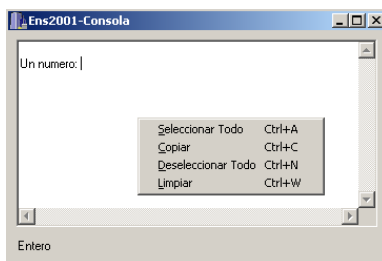 Ens2001-Consola
Un numero:
Seleccionar Todo Ctrl+A
Copiar Ctrl+C
Deseleccionar Todo Ctrl+N
Limpiar Ctrl+W
Entero